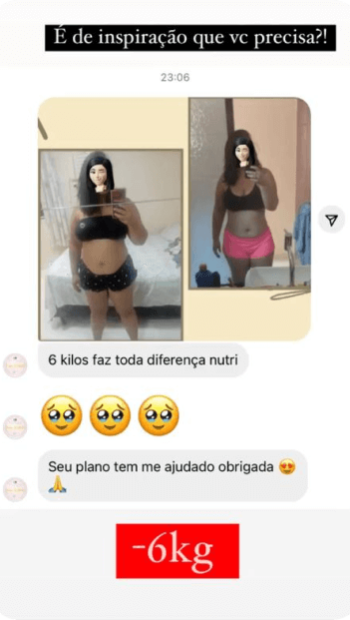 É de inspiração que vc precisa?!
23:06
6 kilos faz toda diferença nutri
🥹🥹🥹
Seu plano tem me ajudado obrigada 😍
🙏
-6kg